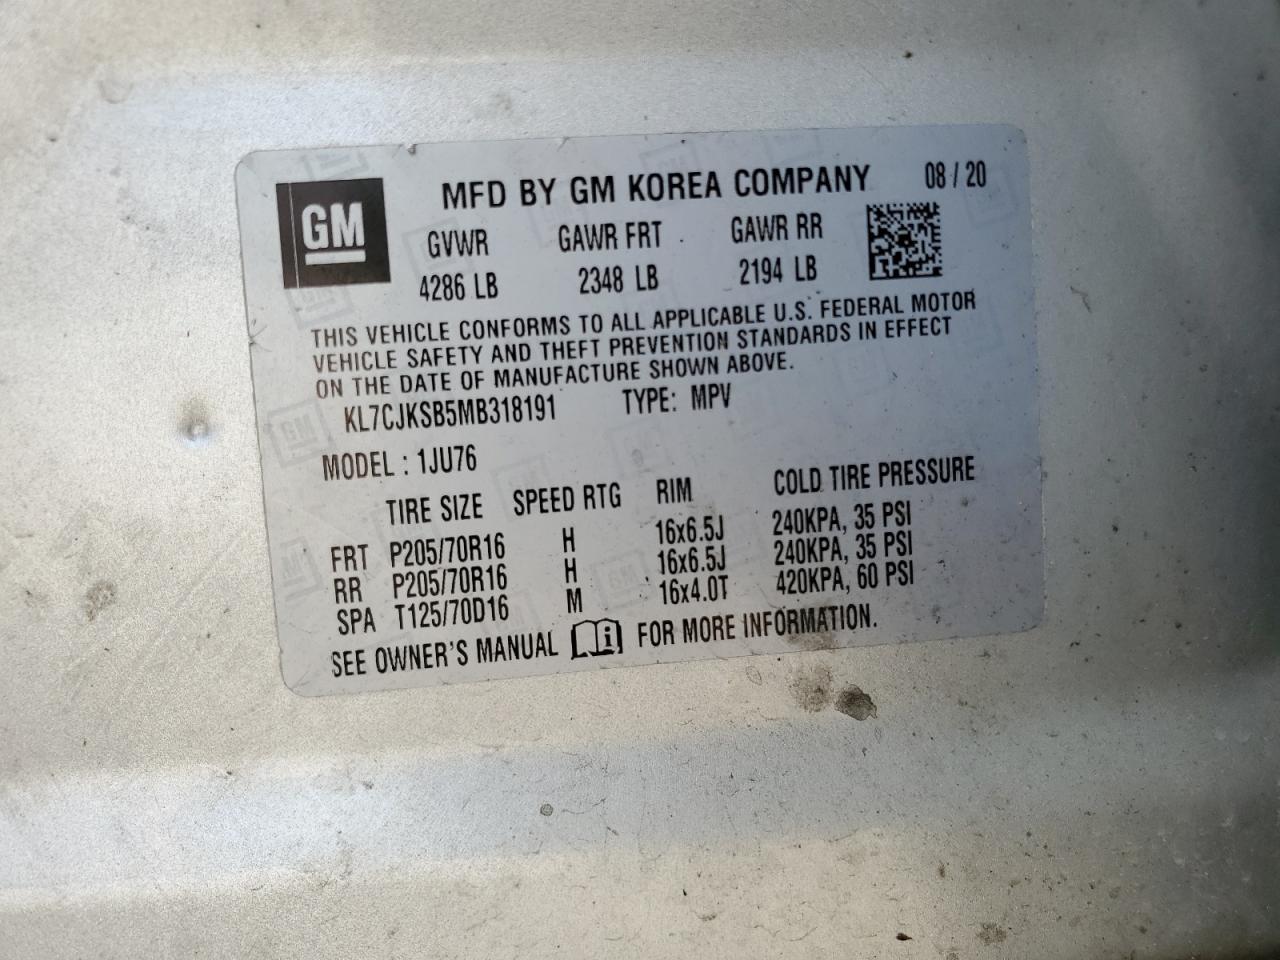 GM MFD BY GM KOREA COMPANY 08 / 20
GVWR GAWR FRT GAWR RR
4286 LB 2348 LB 2194 LB
THIS VEHICLE CONFORMS TO ALL APPLICABLE U.S. FEDERAL MOTOR
VEHICLE SAFETY AND THEFT PREVENTION STANDARDS IN EFFECT
ON THE DATE OF MANUFACTURE SHOWN ABOVE.
KL7CJKSB5MB318191 TYPE: MPV
MODEL : 1JU76
TIRE SIZE SPEED RTG RIM COLD TIRE PRESSURE
FRT P205/70R16 H 16x6.5J 240KPA, 35 PSI
RR P205/70R16 H 16x6.5J 240KPA, 35 PSI
SPA T125/70D16 M 16x4.0T 420KPA, 60 PSI
SEE OWNER'S MANUAL i FOR MORE INFORMATION.